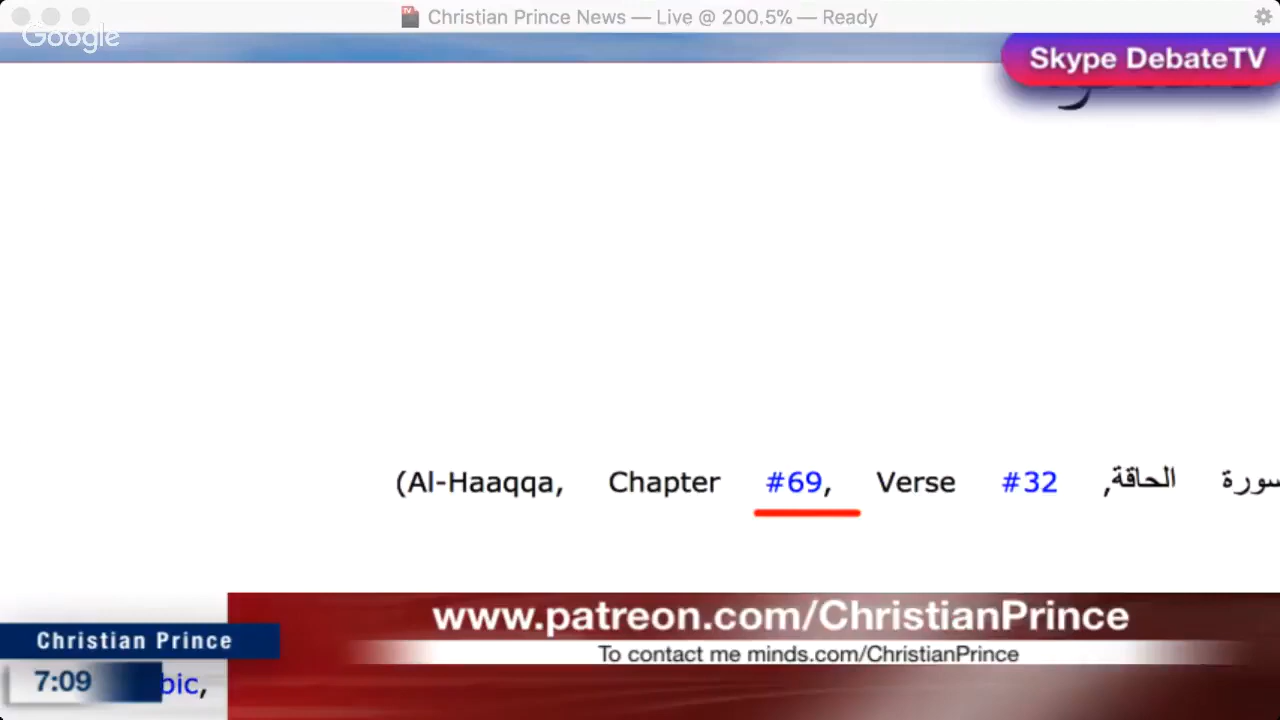 Christian Prince News — Live @ 200.5% — Ready
Google
Skype DebateTV
(Al-Haaqqa, Chapter #69, Verse #32 سورة الحاقة,
www.patreon.com/ChristianPrince
Christian Prince
To contact me minds.com/ChristianPrince
7:09
bic,